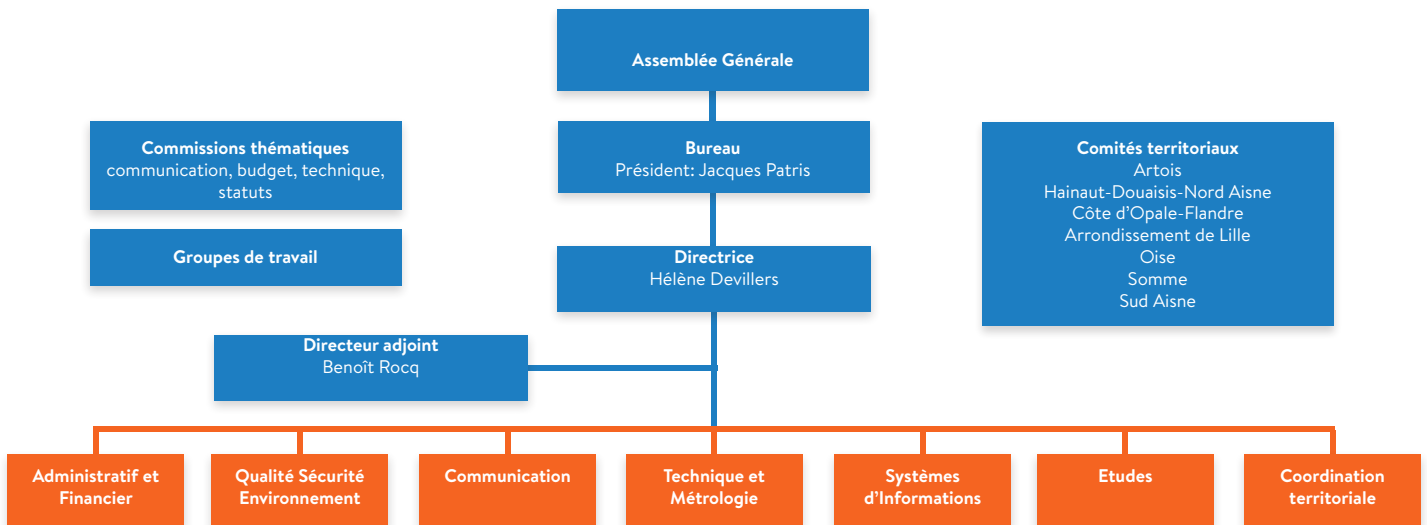 Assemblée Générale
Commissions thématiques
communication, budget, technique,
statuts
Groupes de travail
Bureau
Président: Jacques Patris
Directrice
Hélène Devillers
Comités territoriaux
Artois
Hainaut-Douaisis-Nord Aisne
Côte d'Opale-Flandre
Arrondissement de Lille
Oise
Somme
Sud Aisne
Directeur adjoint
Benoît Rocq
Administratif et
Financier
Qualité Sécurité
Environnement
Communication
Technique et
Métrologie
Systèmes
d'Informations
Etudes
Coordination
territoriale